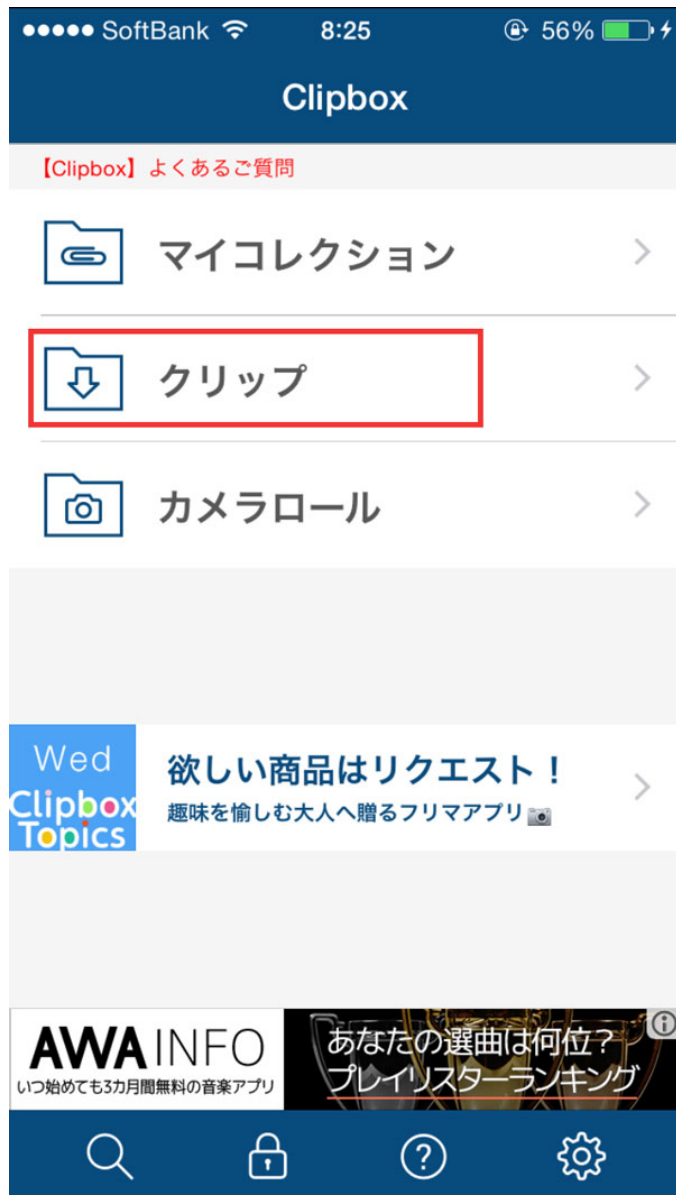 SoftBank 8:25 56%
Clipbox
【Clipbox】よくあるご質問
マイコレクション
クリップ
カメラロール
Wed
Clipbox
Topics
欲しい商品はリクエスト！
趣味を愉しむ大人へ贈るフリマアプリ
AWA INFO
いつ始めても3カ月間無料の音楽アプリ
あなたの選曲は何位？
プレイリスターランキング